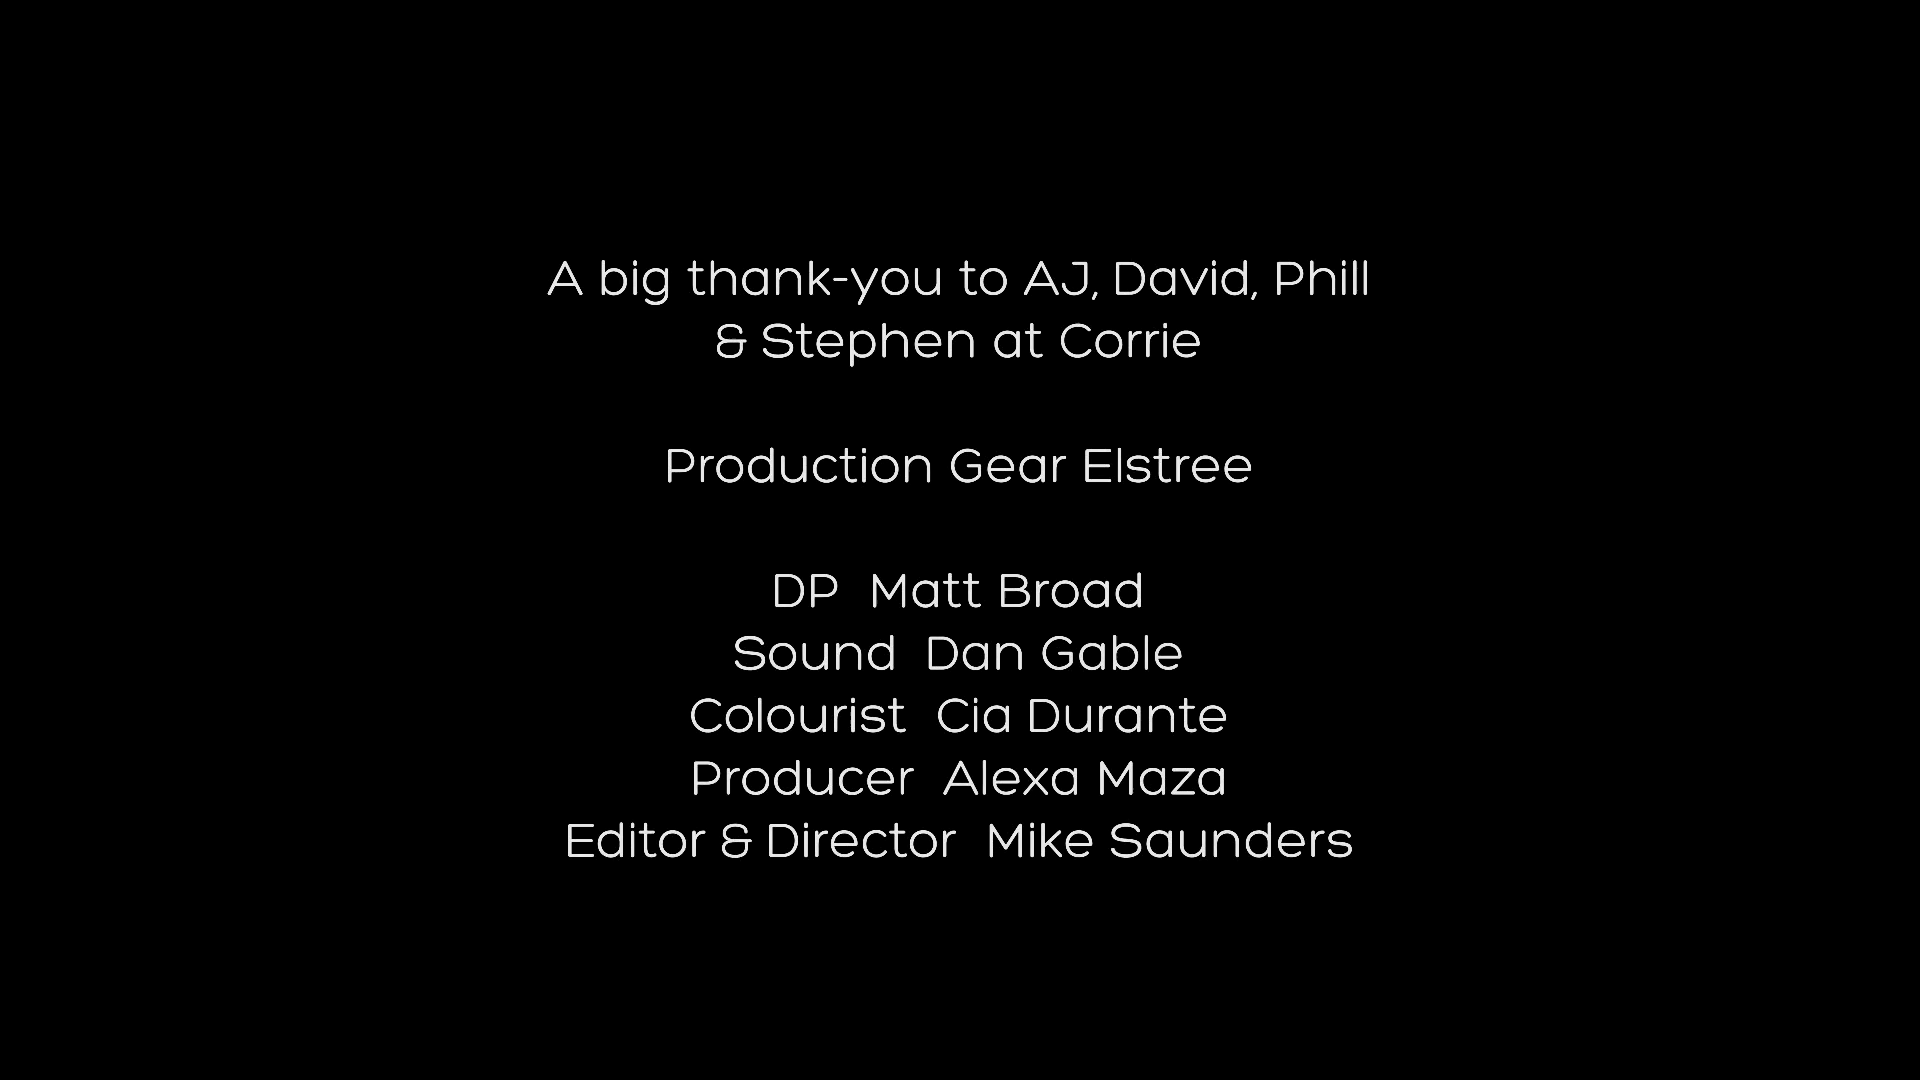 A big thank-you to AJ, David, Phill
& Stephen at Corrie
Production Gear Elstree
DP  Matt Broad
Sound  Dan Gable
Colourist  Cia Durante
Producer  Alexa Maza
Editor & Director  Mike Saunders